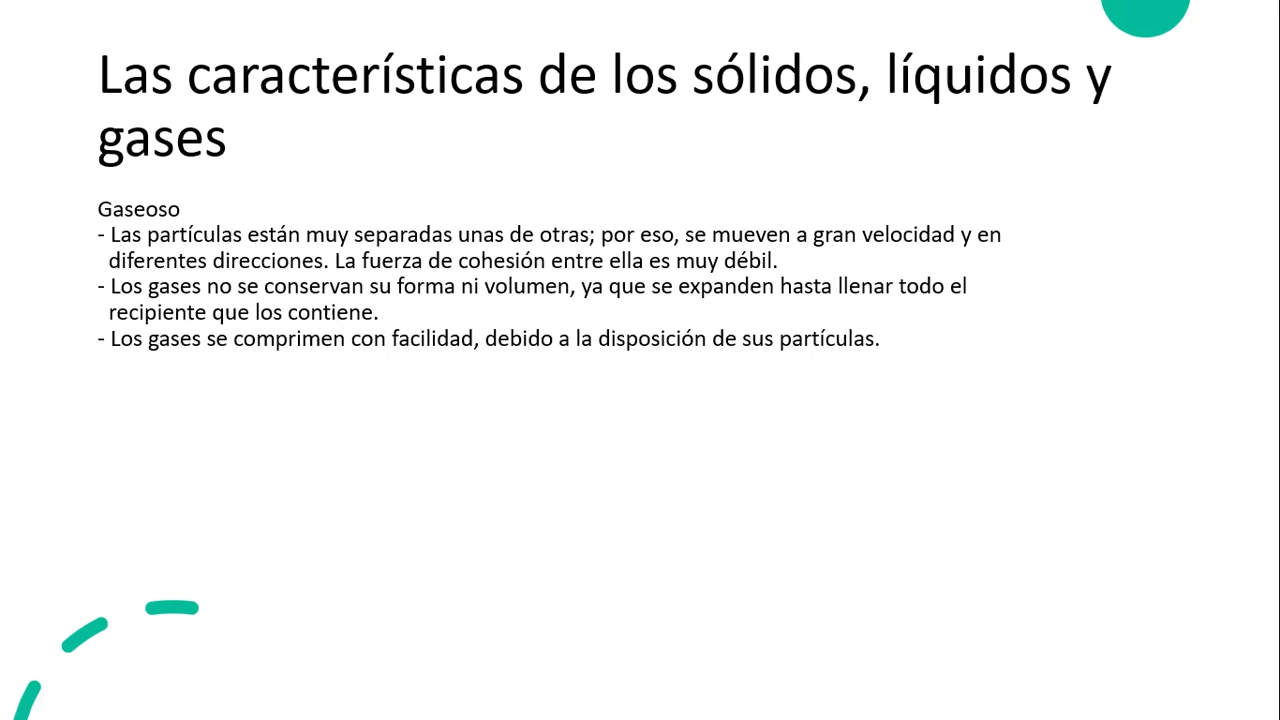 Las características de los sólidos, líquidos y
gases
Gaseoso
- Las partículas están muy separadas unas de otras; por eso, se mueven a gran velocidad y en
diferentes direcciones. La fuerza de cohesión entre ella es muy débil.
- Los gases no se conservan su forma ni volumen, ya que se expanden hasta llenar todo el
recipiente que los contiene.
- Los gases se comprimen con facilidad, debido a la disposición de sus partículas.